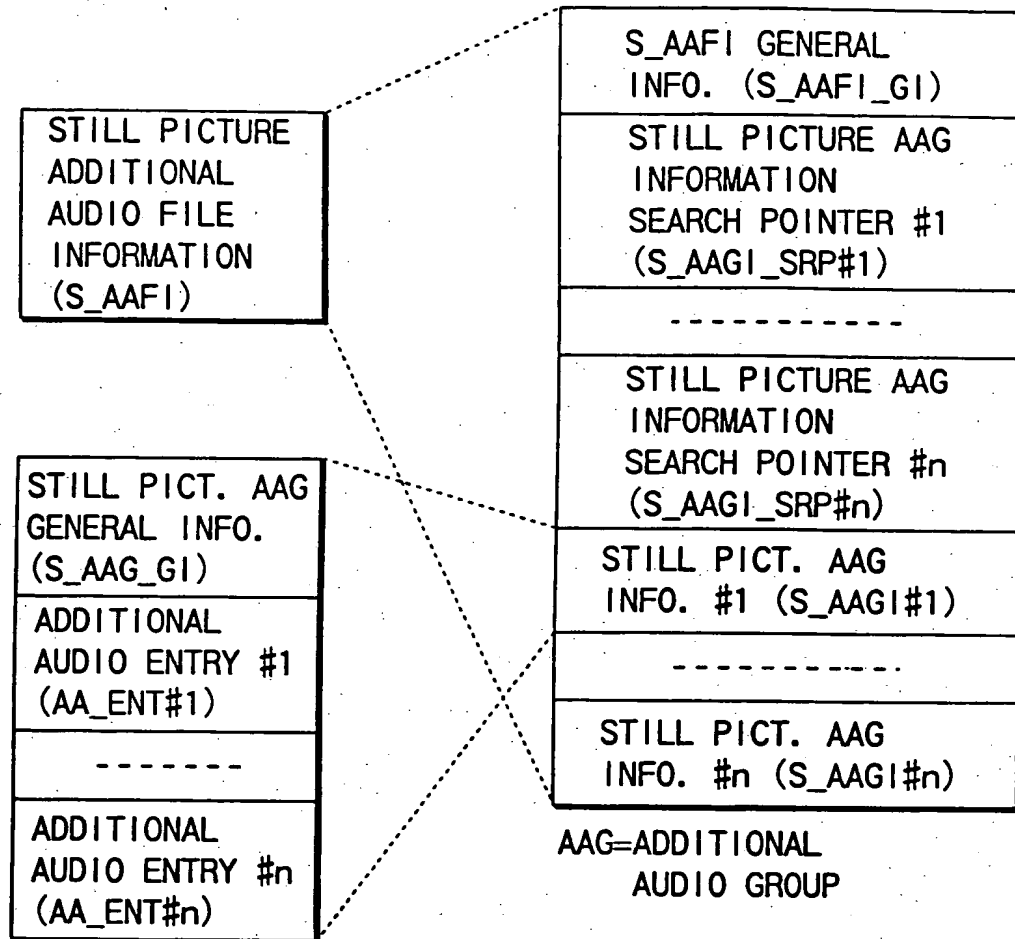 STILL PICTURE
ADDITIONAL
AUDIO FILE
INFORMATION
(S_AAFI)
S_AAFI GENERAL
INFO. (S_AAFI_GI)
STILL PICTURE AAG
INFORMATION
SEARCH POINTER #1
(S_AAGI_SRP#1)
STILL PICTURE AAG
INFORMATION
SEARCH POINTER #n
(S_AAGI_SRP#n)
STILL PICT. AAG
INFO. #1 (S_AAGI#1)
STILL PICT. AAG
INFO. #n (S_AAGI#n)
STILL PICT. AAG
GENERAL INFO.
(S_AAG_GI)
ADDITIONAL
AUDIO ENTRY #1
(AA_ENT#1)
ADDITIONAL
AUDIO ENTRY #n
(AA_ENT#n)
AAG=ADDITIONAL
AUDIO GROUP